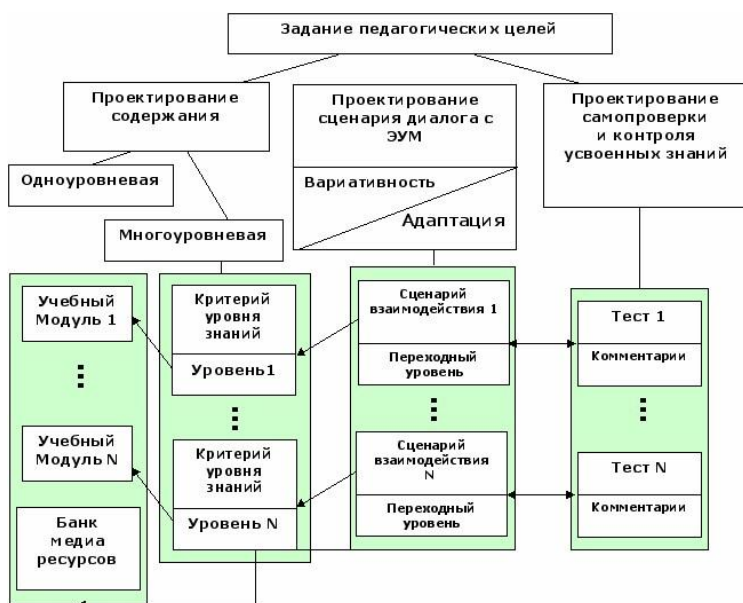 Задание педагогических целей
Проектирование
содержания
Проектирование
сценария диалога с
ЭУМ
Проектирование
самопроверки
и контроля
усвоенных знаний
Одноуровневая
Вариативность
Адаптация
Многоуровневая
Учебный
Модуль 1
Критерий
уровня
знаний
Уровень1
Сценарий
взаимодействия 1
Переходный
уровень
Тест 1
Комментарии
Учебный
Модуль N
Критерий
уровня
знаний
Уровень N
Сценарий
взаимодействия
N
Переходный
уровень
Тест N
Комментарии
Банк
медиа
ресурсов